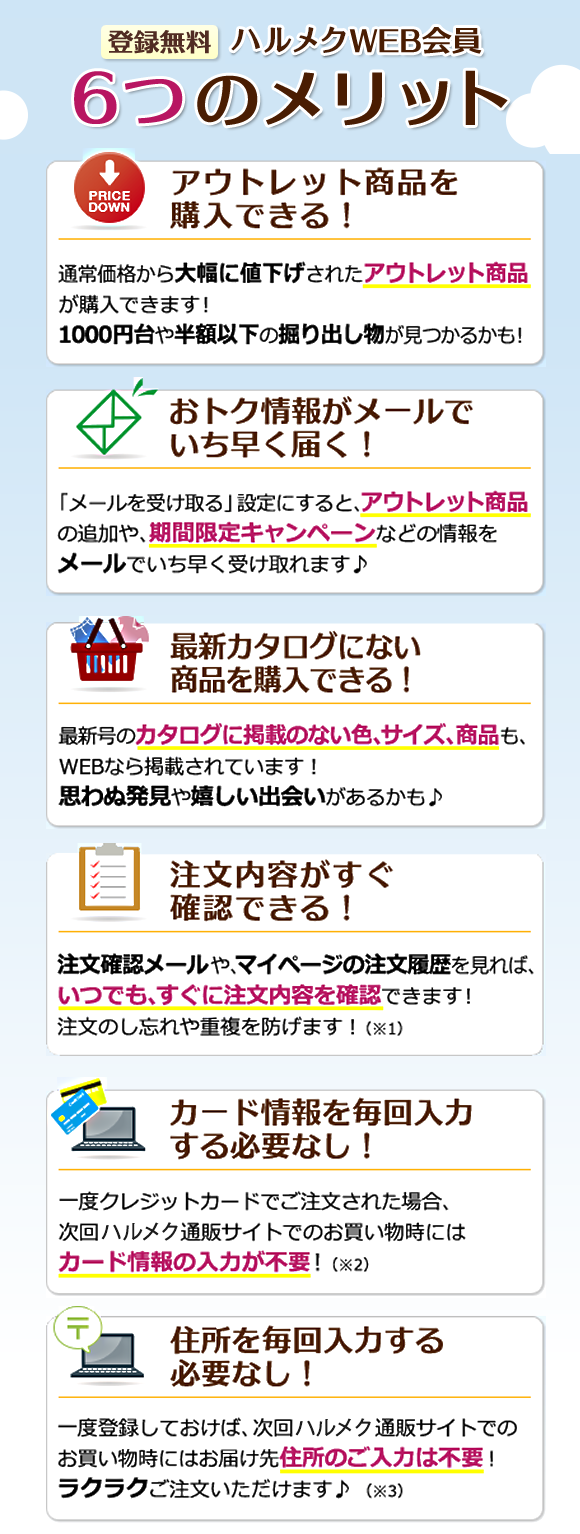 登録無料 ハルメクWEB会員
6つのメリット
PRICE
DOWN
アウトレット商品を
購入できる！
通常価格から大幅に値下げされたアウトレット商品
が購入できます！
1000円台や半額以下の掘り出し物が見つかるかも！
おトク情報がメールで
いち早く届く！
「メールを受け取る」設定にすると、アウトレット商品
の追加や、期間限定キャンペーンなどの情報を
メールでいち早く受け取れます♪
最新カタログにない
商品を購入できる！
最新号のカタログに掲載のない色、サイズ、商品も、
WEBなら掲載されています！
思わぬ発見や嬉しい出会いがあるかも♪
注文内容がすぐ
確認できる！
注文確認メールや、マイページの注文履歴を見れば、
いつでも、すぐに注文内容を確認できます！
注文のし忘れや重複を防げます！（※1）
カード情報を毎回入力
する必要なし！
一度クレジットカードでご注文された場合、
次回ハルメク通販サイトでのお買い物時には
カード情報の入力が不要！（※2）
〒
住所を毎回入力する
必要なし！
一度登録しておけば、次回ハルメク通販サイトでの
お買い物時にはお届け先住所のご入力は不要！
ラクラクご注文いただけます♪（※3）